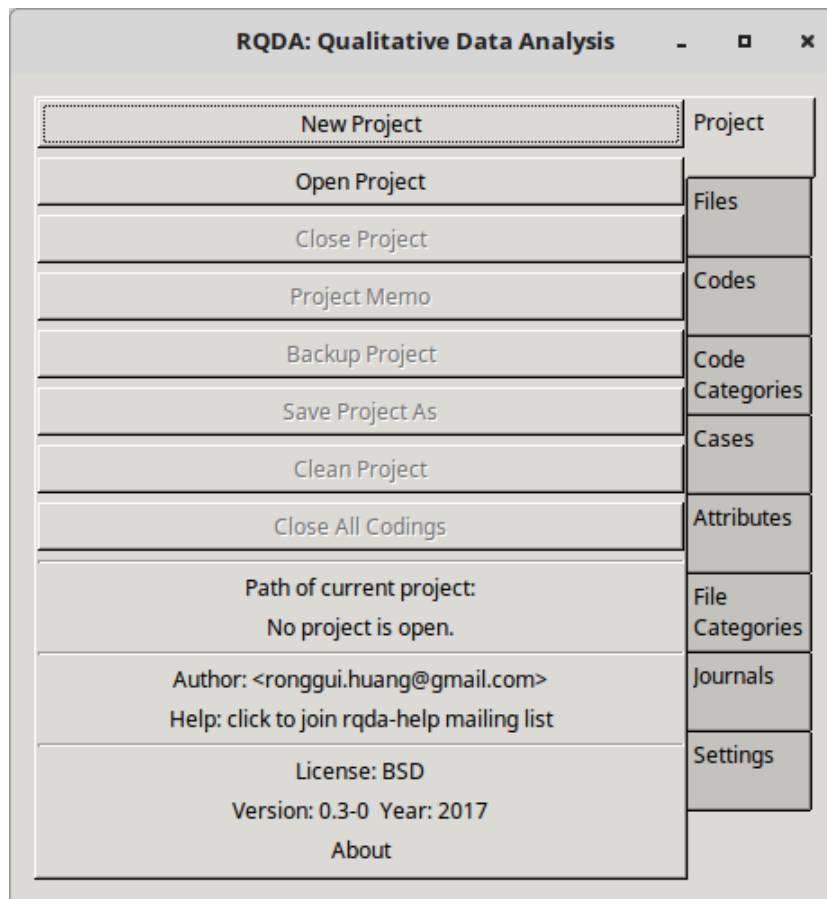 RQDA: Qualitative Data Analysis
New Project
Open Project
Close Project
Project Memo
Backup Project
Save Project As
Clean Project
Close All Codings
Path of current project:
No project is open.
Author: <ronggui.huang@gmail.com>
Help: click to join rqda-help mailing list
License: BSD
Version: 0.3-0 Year: 2017
About
Project
Files
Codes
Code
Categories
Cases
Attributes
File
Categories
Journals
Settings